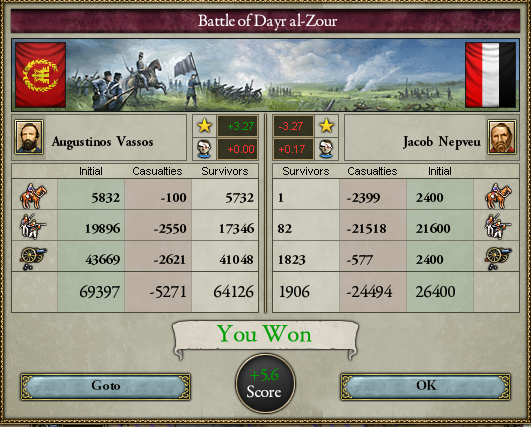 Battle of Dayr al-Zour
Augustinos Vassos
+3.27
+0.00
-3.27
+0.17
Jacob Nepveu
Initial Casualties Survivors Survivors Casualties Initial
5832 -100 5732 1 -2399 2400
19896 -2550 17346 82 -21518 21600
43669 -2621 41048 1823 -577 2400
69397 -5271 64126 1906 -24494 26400
You Won
+5.6
Score
Goto
OK